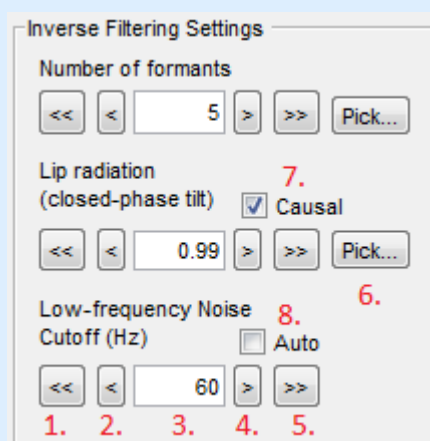 Inverse Filtering Settings
Number of formants
<< < 5 > >> Pick...
Lip radiation 7.
(closed-phase tilt) Causal
<< < 0.99 > >> Pick...
6.
Low-frequency Noise 8.
Cutoff (Hz) Auto
<< < 60 > >>
1. 2. 3. 4. 5.